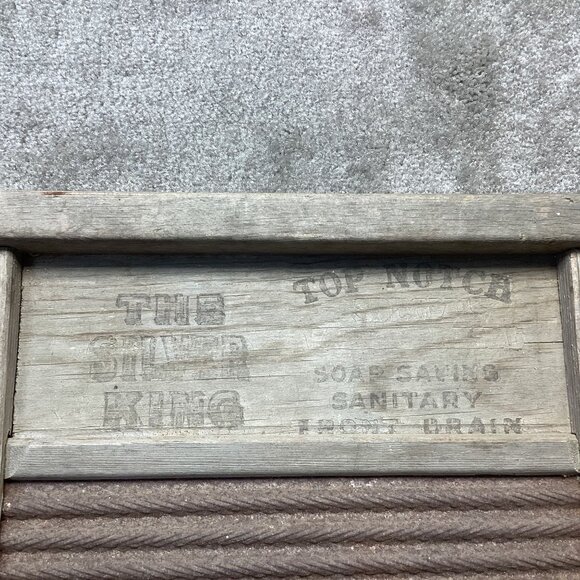 THE
SILVER
KING
TOP NOTCH
SOAP SAVING
SANITARY
FRONT DRAIN